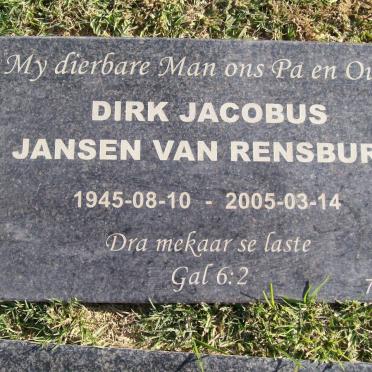 My dierbare Man ons Pa en Ou
DIRK JACOBUS
JANSEN VAN RENSBUR
1945-08-10 - 2005-03-14
Dra mekaar se laste
Gal 6:2